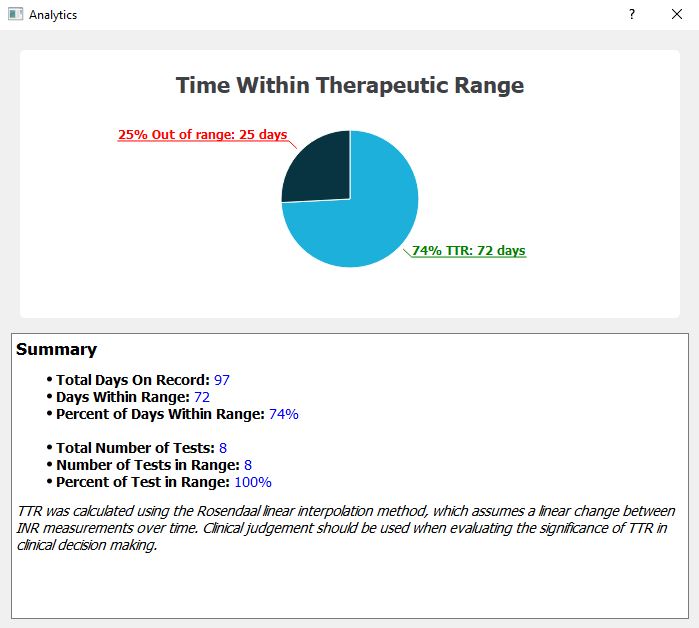 Analytics
?
Time Within Therapeutic Range
25% Out of range: 25 days
74% TTR: 72 days
Summary
• Total Days On Record: 97
• Days Within Range: 72
• Percent of Days Within Range: 74%
• Total Number of Tests: 8
• Number of Tests in Range: 8
• Percent of Test in Range: 100%
TTR was calculated using the Rosendaal linear interpolation method, which assumes a linear change between
INR measurements over time. Clinical judgement should be used when evaluating the significance of TTR in
clinical decision making.